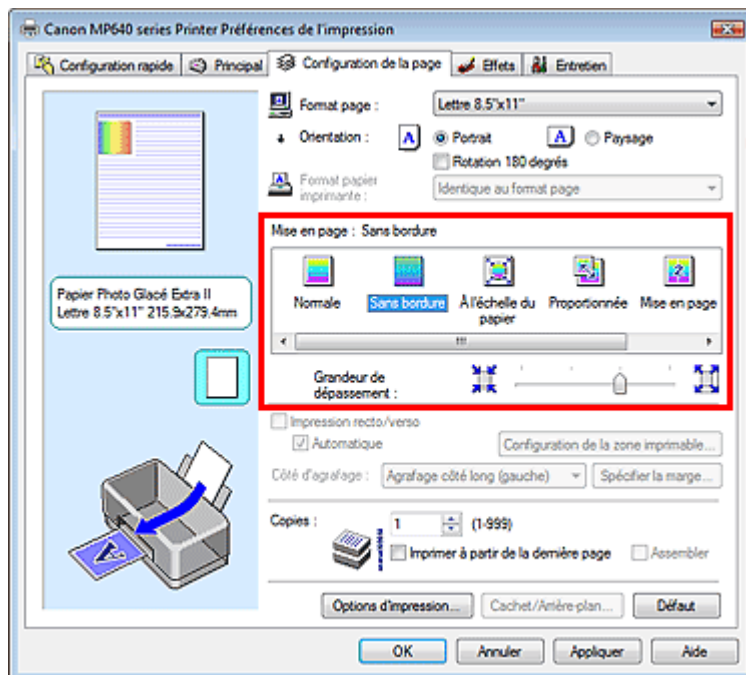 Canon MP640 series Printer Préférences de l'impression
Configuration rapide Principal Configuration de la page Effets Entretien
Format page : Lettre 8.5"x11"
Orientation : A Portrait A Paysage
Rotation 180 degrés
Format papier imprimante : Identique au format page
Mise en page : Sans bordure
Normale Sans bordure À l'échelle du papier Proportionnée Mise en page
Papier Photo Glacé Extra II
Lettre 8.5"x11" 215.9x279.4mm
Grandeur de dépassement :
Impression recto/verso
Automatique Configuration de la zone imprimable...
Côté d'agrafage : Agrafage côté long (gauche) Spécifier la marge...
Copies : 1 (1-999)
Imprimer à partir de la dernière page Assembler
Options d'impression... Cachet/Arrière-plan... Défaut
OK Annuler Appliquer Aide